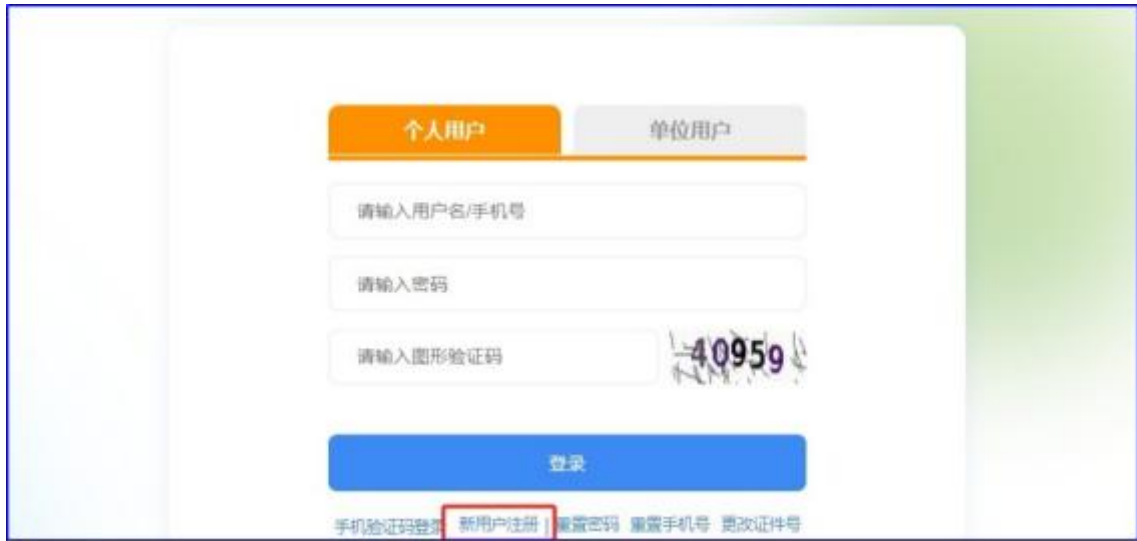 个人用户 单位用户
请输入用户名/手机号
请输入密码
请输入图形验证码 40959
登录
手机验证码登录 新用户注册 | 重置密码 重置手机号 更改证件号